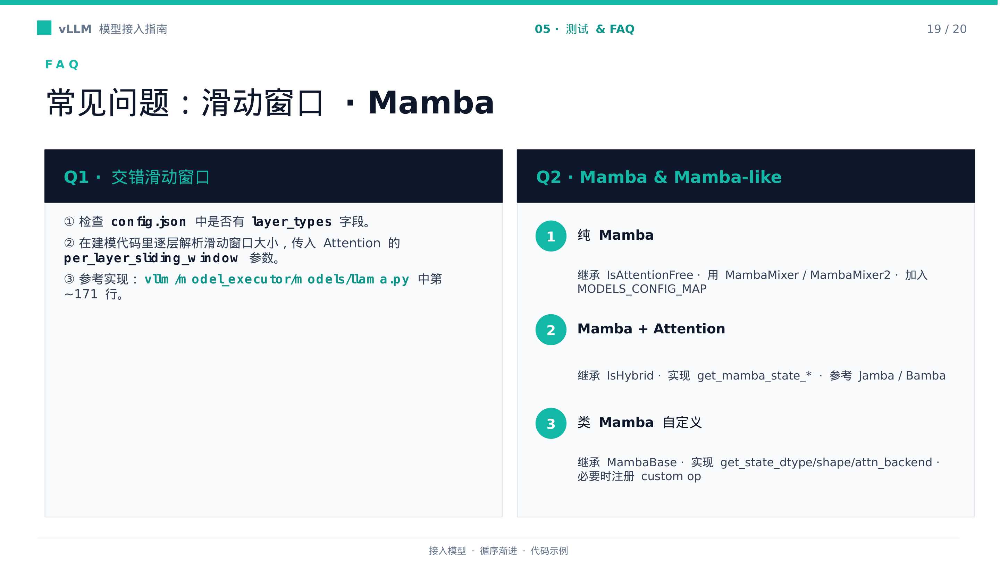 vLLM 模型接入指南
05 · 测试 & FAQ
19 / 20
FAQ
常见问题：滑动窗口 · Mamba
Q1 · 交错滑动窗口
① 检查 config.json 中是否有 layer_types 字段。
② 在建模代码里逐层解析滑动窗口大小，传入 Attention 的
per_layer_sliding_window 参数。
③ 参考实现：vllm/model_executor/models/llama.py 中第
~171 行。
Q2 · Mamba & Mamba-like
1 纯 Mamba
继承 IsAttentionFree · 用 MambaMixer / MambaMixer2 · 加入
MODELS_CONFIG_MAP
2 Mamba + Attention
继承 IsHybrid · 实现 get_mamba_state_* · 参考 Jamba / Bamba
3 类 Mamba 自定义
继承 MambaBase · 实现 get_state_dtype/shape/attn_backend ·
必要时注册 custom op
接入模型 · 循序渐进 · 代码示例